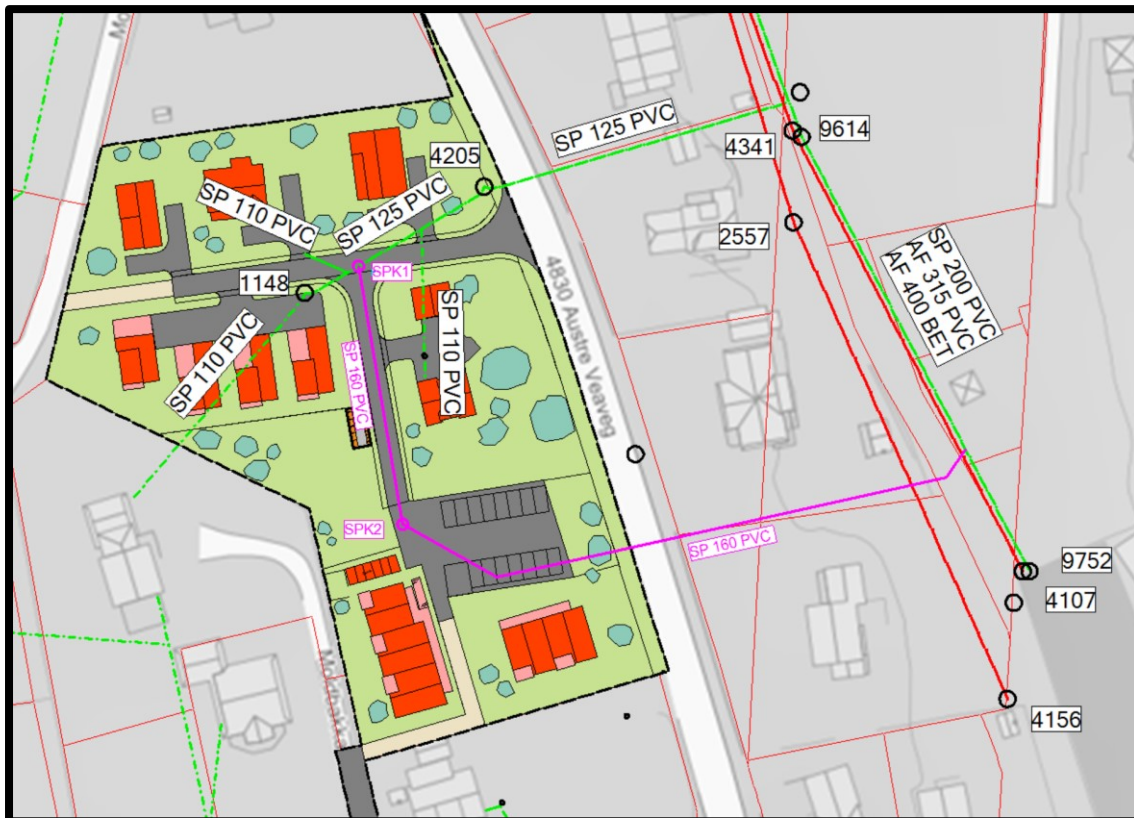 Mo
SP 125 PVC
9614
4341
4205
SP 110 PVC
SP 125 PVC
2557
SPK1
1148
SP 200 PVC
AF 315 PVC
AF 400 BET
4830 Austre Veaveg
SP 110 PVC
SP 110 PVC
SP 160 PVC
SPK2
SP 160 PVC
9752
4107
4156